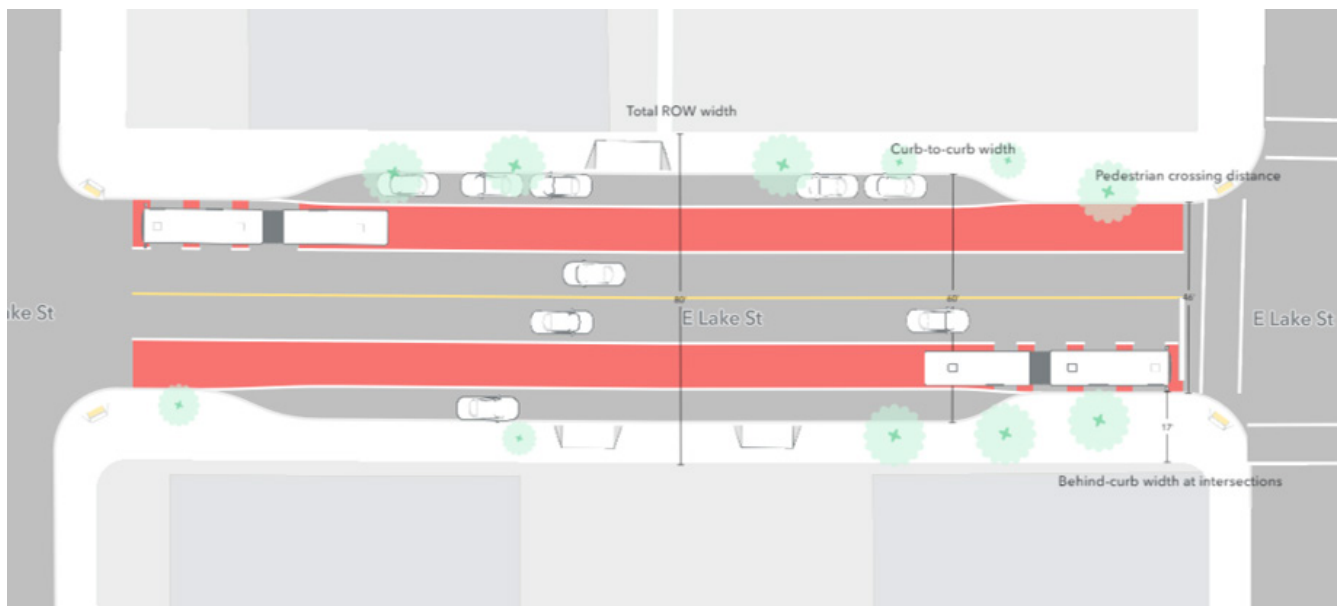 Total ROW width
Curb-to-curb width
Pedestrian crossing distance
80'
60'
46'
ke St
E Lake St
E Lake St
17'
Behind-curb width at intersections